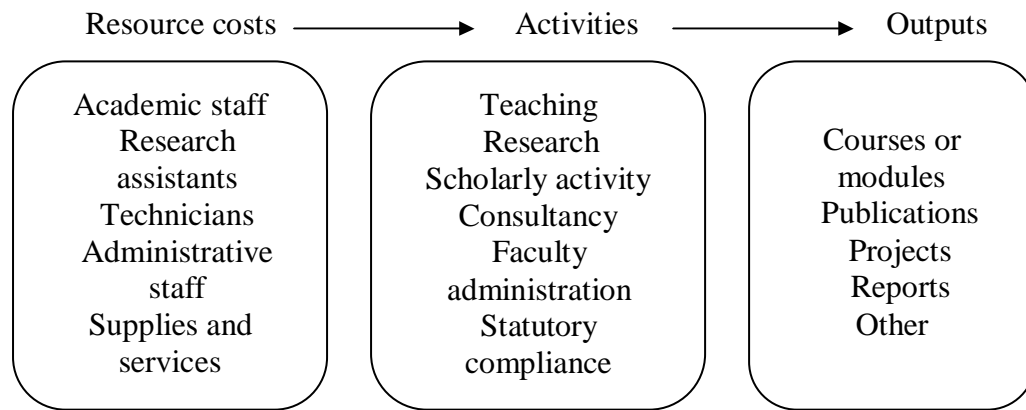 Resource costs Activities Outputs
Academic staff
Research
assistants
Technicians
Administrative
staff
Supplies and
services
Teaching
Research
Scholarly activity
Consultancy
Faculty
administration
Statutory
compliance
Courses or
modules
Publications
Projects
Reports
Other